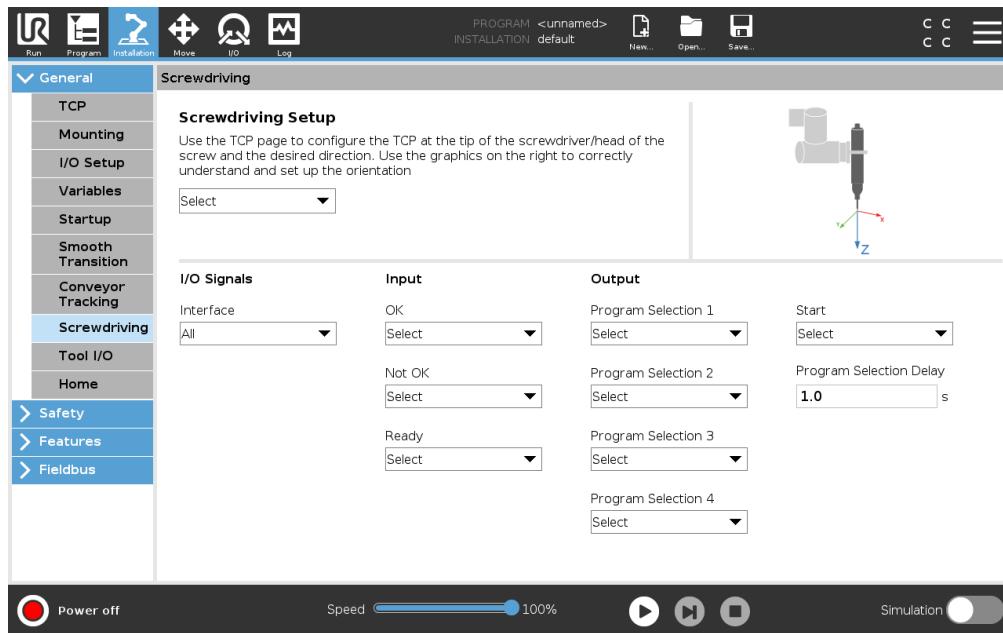 UR
Run
Program
Installation
Move
I/O
Log
PROGRAM <unnamed>
INSTALLATION default
New...
Open...
Save...
C C
C C
General
TCP
Mounting
I/O Setup
Variables
Startup
Smooth
Transition
Conveyor
Tracking
Screwdriving
Tool I/O
Home
Safety
Features
Fieldbus
Screwdriving
Screwdriving Setup
Use the TCP page to configure the TCP at the tip of the screwdriver/head of the
screw and the desired direction. Use the graphics on the right to correctly
understand and set up the orientation
Select
Y
X
Z
I/O Signals
Interface
All
Input
OK
Select
Not OK
Select
Ready
Select
Output
Program Selection 1
Select
Program Selection 2
Select
Program Selection 3
Select
Program Selection 4
Select
Start
Select
Program Selection Delay
1.0 s
Power off
Speed 100%
Simulation